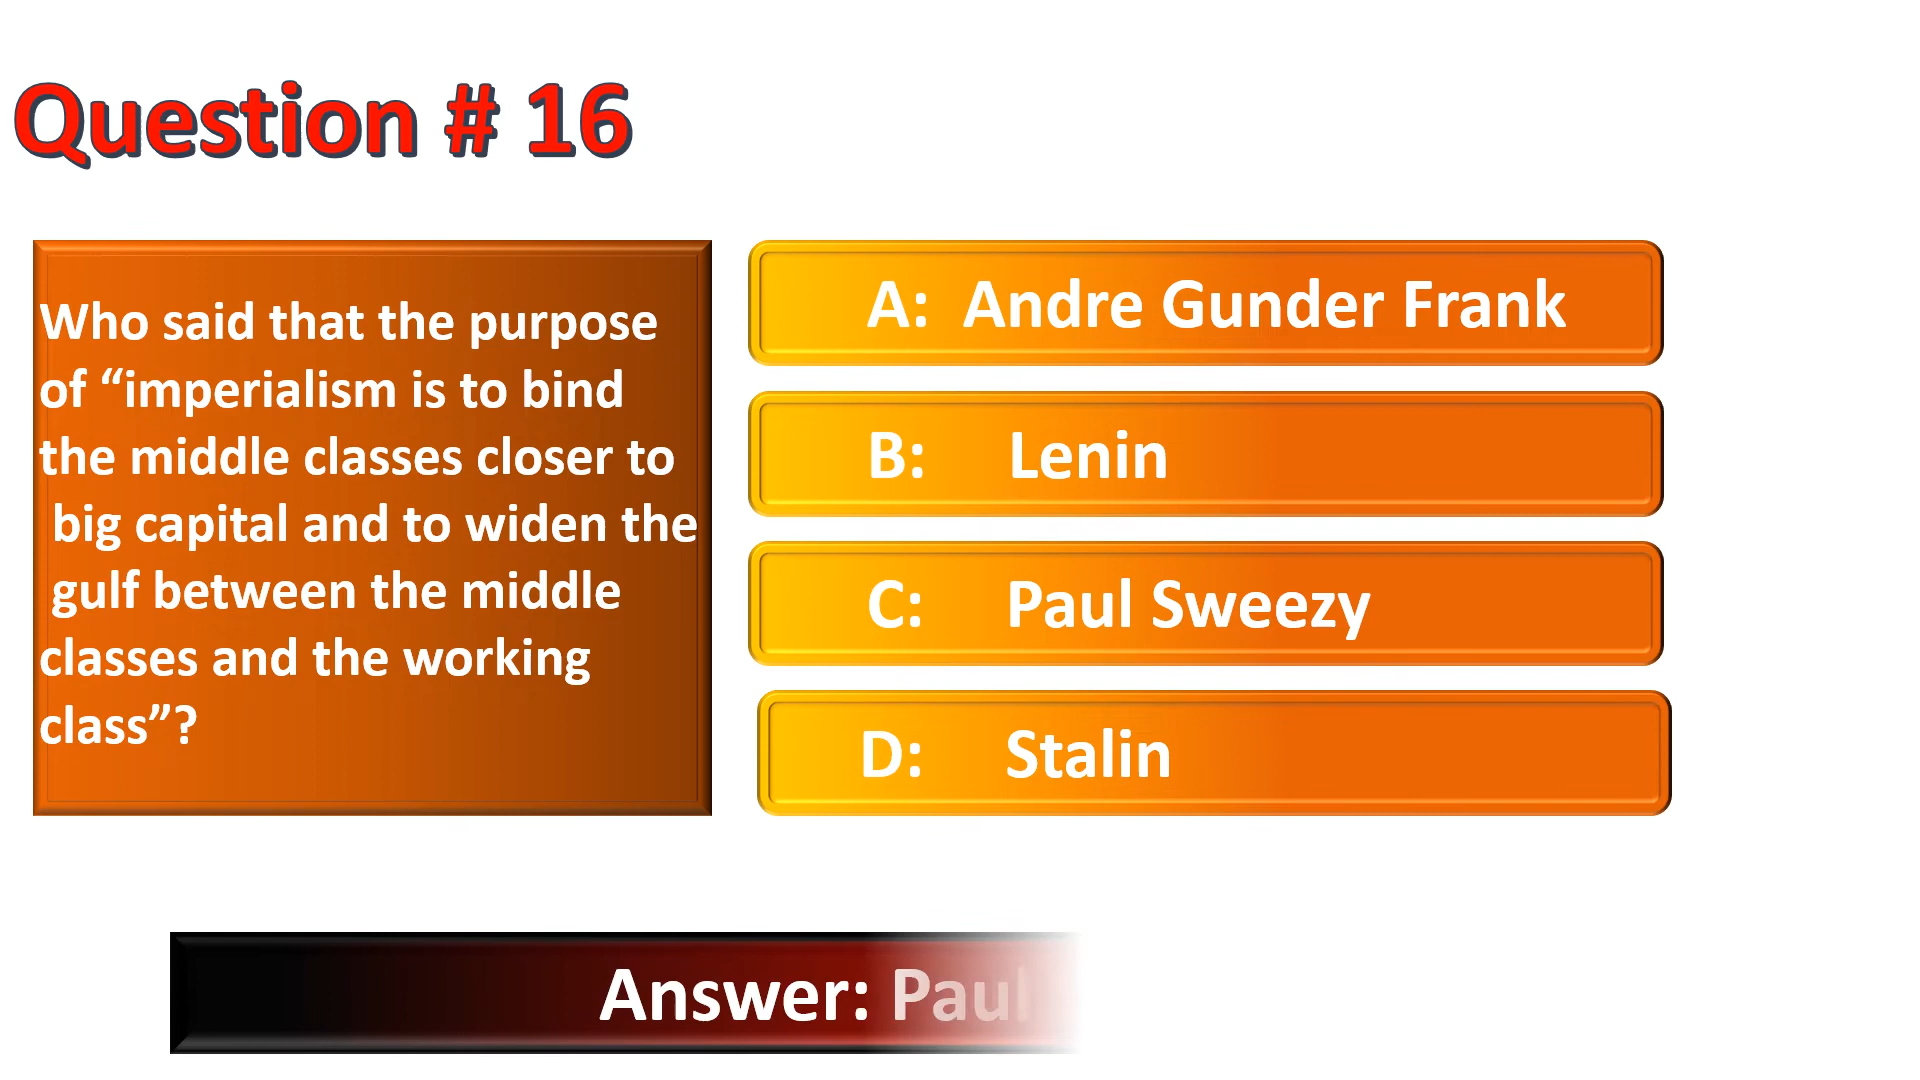 Question # 16
Who said that the purpose
of “imperialism is to bind
the middle classes closer to
big capital and to widen the
gulf between the middle
classes and the working
class”?
A: Andre Gunder Frank
B: Lenin
C: Paul Sweezy
D: Stalin
Answer: Paul